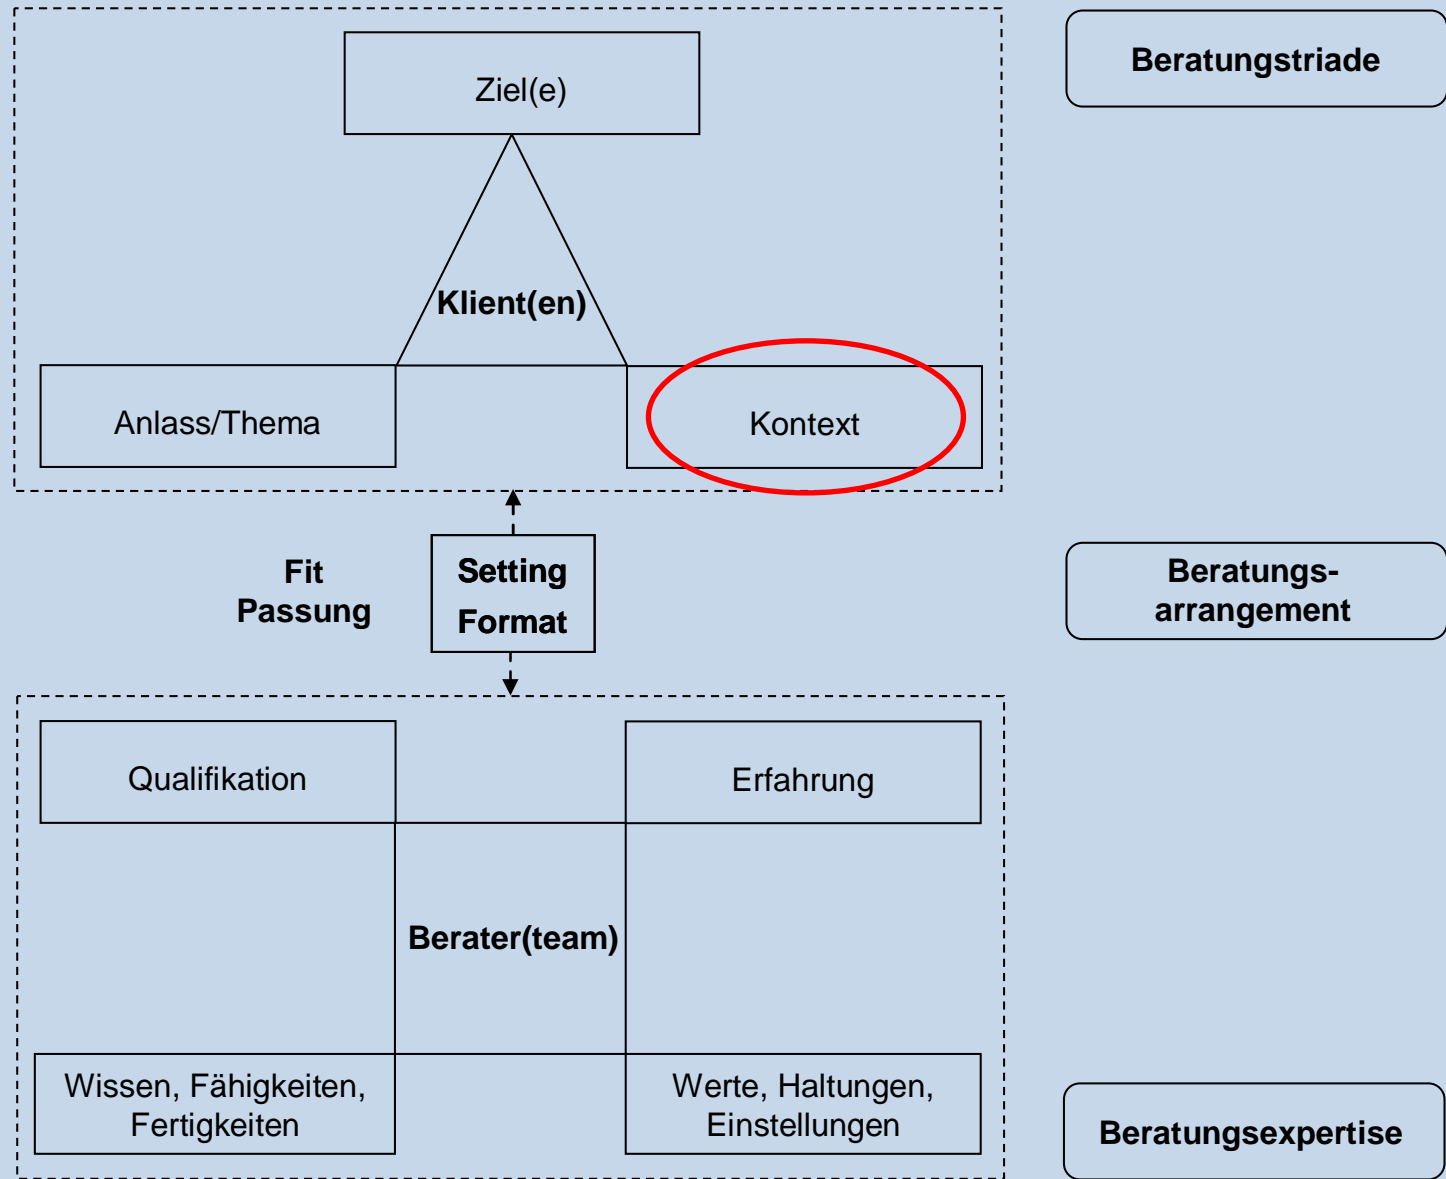 Ziel(e)
Beratungstriade
Klient(en)
Anlass/Thema
Kontext
Fit
Passung
Setting
Format
Beratungs-
arrangement
Qualifikation
Erfahrung
Berater(team)
Wissen, Fähigkeiten,
Fertigkeiten
Werte, Haltungen,
Einstellungen
Beratungsexpertise